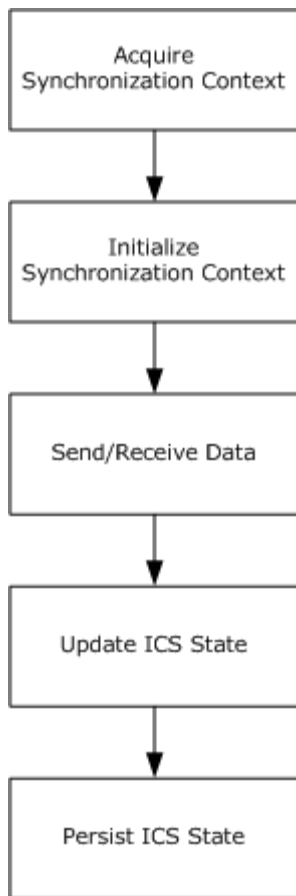 Acquire
Synchronization Context
Initialize
Synchronization Context
Send/Receive Data
Update ICS State
Persist ICS State